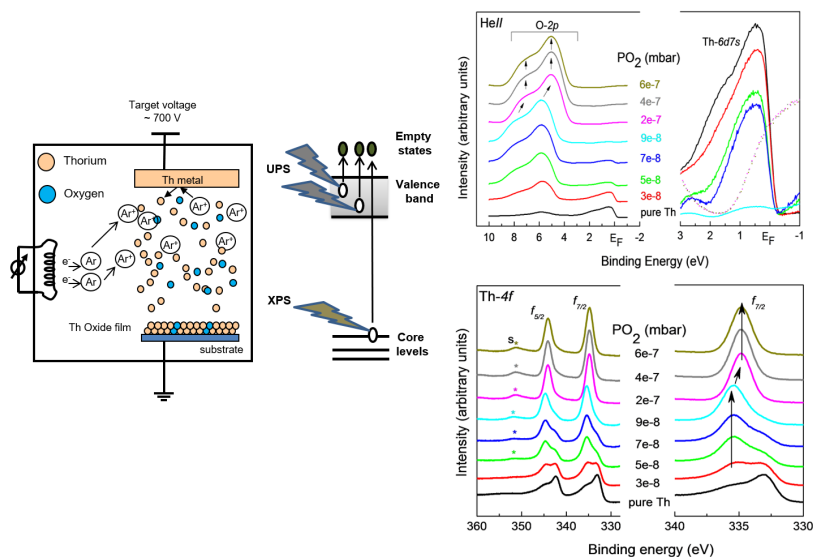 Target voltage
~ 700 V
Thorium
Oxygen
Th metal
Ar⁺
Ar⁺
Ar⁺
Ar⁺
Ar⁺
Ar⁺
Ar⁺
e⁻
Ar
e⁻
Ar
Th Oxide film
substrate
UPS
Empty
states
Valence
band
XPS
Core
levels
HeII
O-2p
PO₂ (mbar)
6e-7
4e-7
2e-7
9e-8
7e-8
5e-8
3e-8
pure Th
Intensity (arbitrary units)
10 8 6 4 2 E_F -2
Th-6d7s
3 2 1 E_F -1
Binding Energy (eV)
Th-4f
f₅/₂
f₇/₂
f₇/₂
PO₂ (mbar)
s*
*
*
*
*
*
6e-7
4e-7
2e-7
9e-8
7e-8
5e-8
3e-8
pure Th
Intensity (arbitrary units)
360 350 340 330
340 335 330
Binding energy (eV)